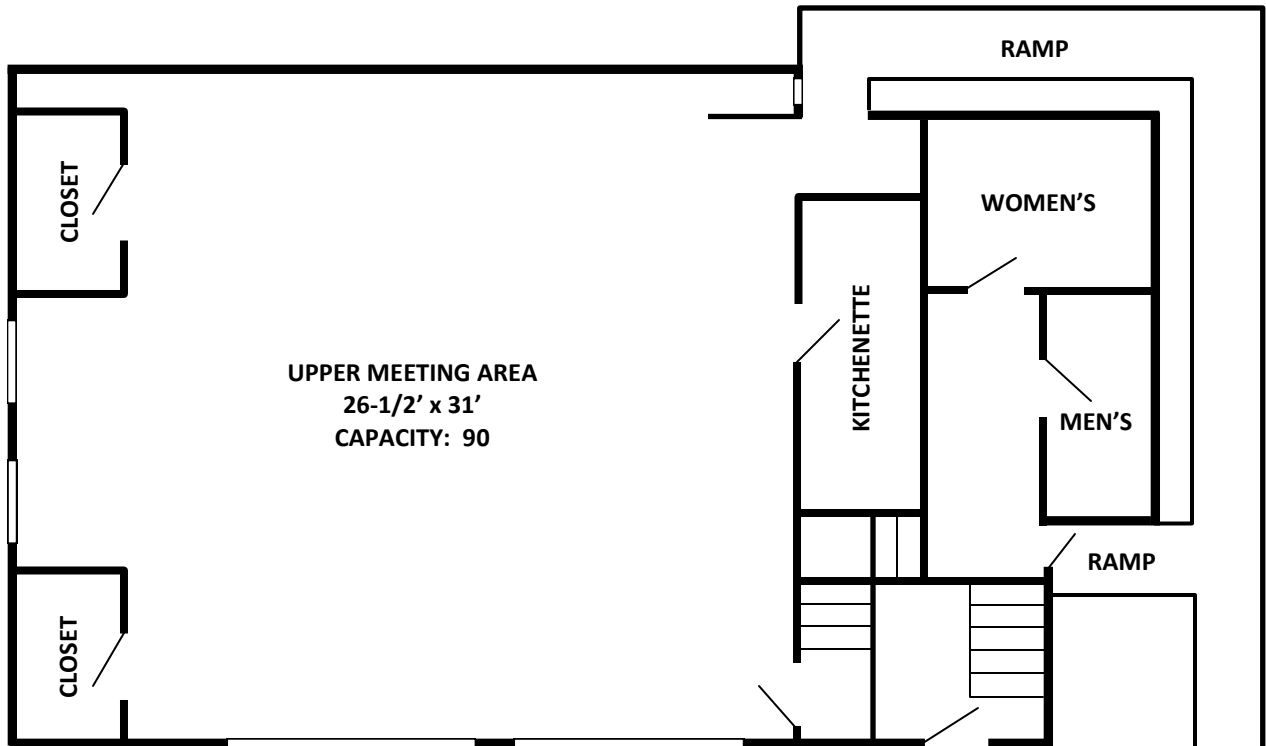 RAMP
CLOSET
WOMEN’S
KITCHENETTE
UPPER MEETING AREA
26-1/2’ x 31’
CAPACITY:  90
MEN’S
RAMP
CLOSET